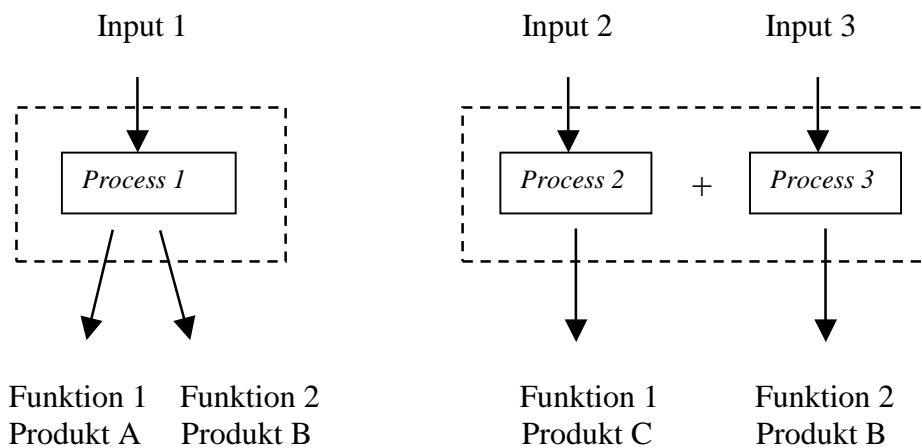 Input 1
Input 2
Input 3
Process 1
Process 2
+
Process 3
Funktion 1
Produkt A
Funktion 2
Produkt B
Funktion 1
Produkt C
Funktion 2
Produkt B